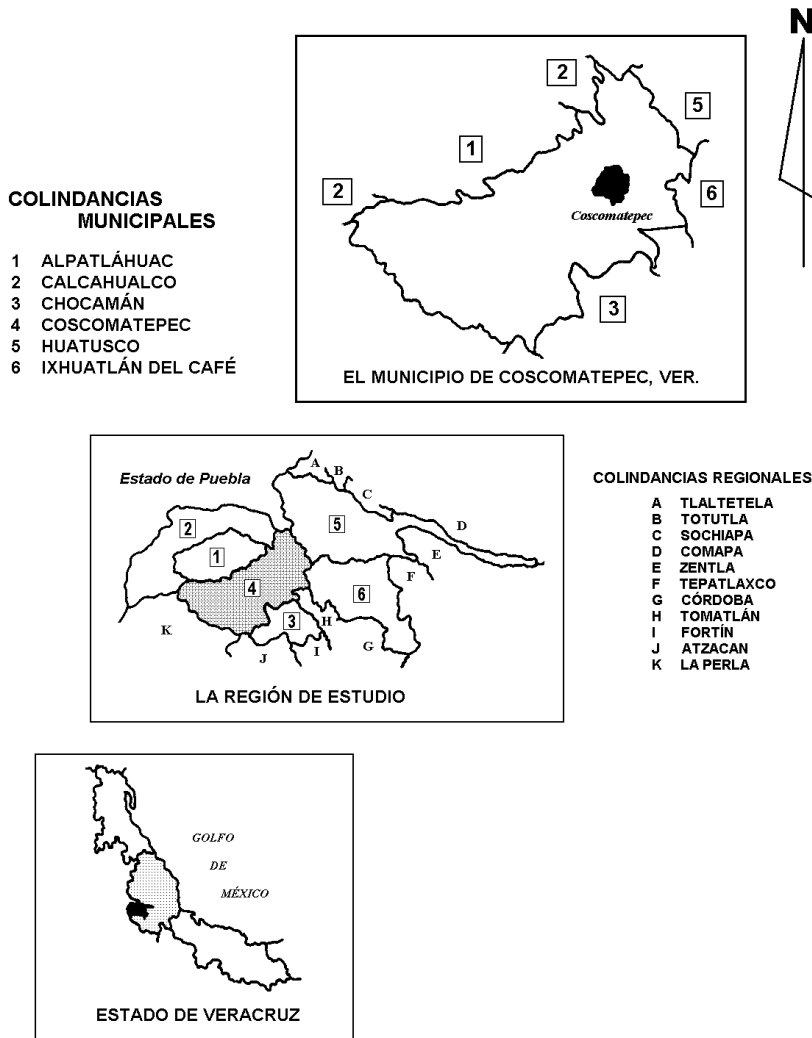 N
2
5
1
2
6
Coscomatepec
3
EL MUNICIPIO DE COSCOMATEPEC, VER.
COLINDANCIAS
MUNICIPALES
1 ALPATLÁHUAC
2 CALCAHUALCO
3 CHOCAMÁN
4 COSCOMATEPEC
5 HUATUSCO
6 IXHUATLÁN DEL CAFÉ
Estado de Puebla
A
B
C
D
2
5
1
E
4
F
6
3
H
K
J
I
G
LA REGIÓN DE ESTUDIO
COLINDANCIAS REGIONALES
A TLALTETELA
B TOTUTLA
C SOCHIAPA
D COMAPA
E ZENTLA
F TEPATLAXCO
G CÓRDOBA
H TOMATLÁN
I FORTÍN
J ATZACAN
K LA PERLA
GOLFO
DE
MÉXICO
ESTADO DE VERACRUZ